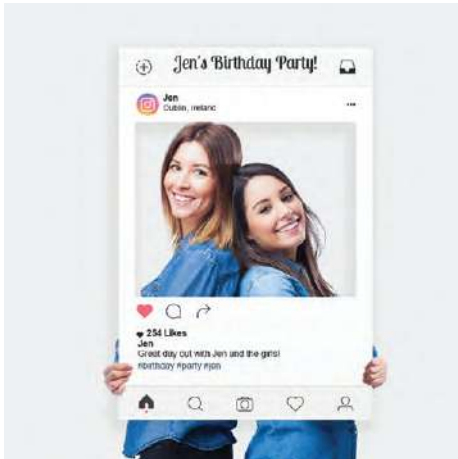 Jen's Birthday Party!
Jen
Dublin, Ireland
254 Likes
Jen
Great day out with Jen and the girls!
#birthday #party #jen